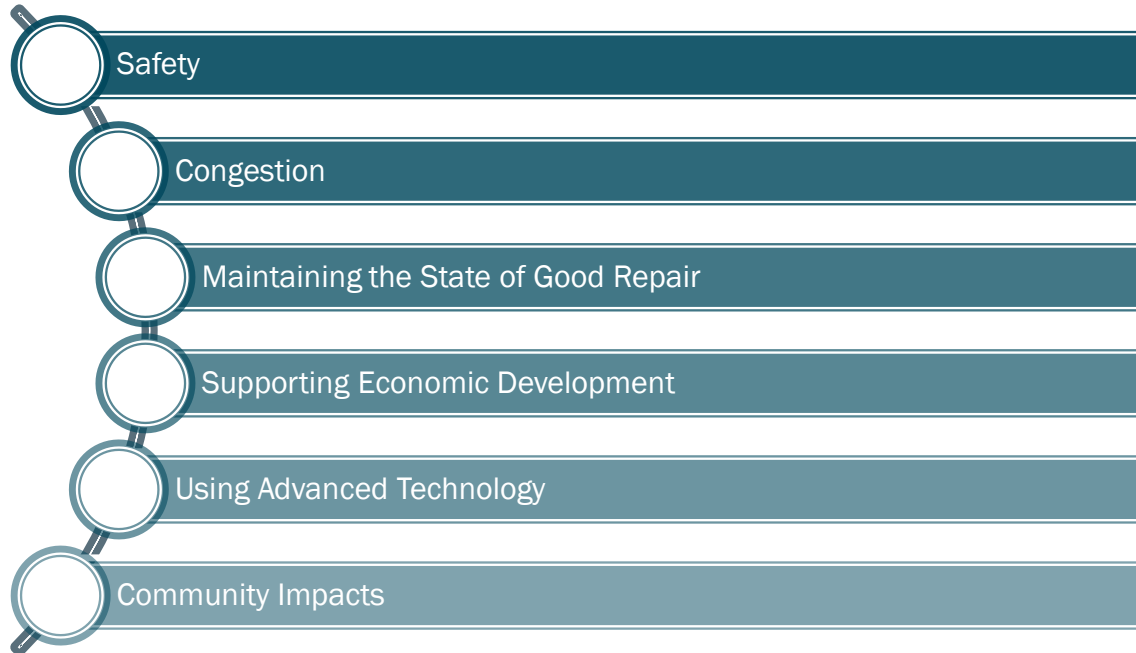 Safety
Congestion
Maintaining the State of Good Repair
Supporting Economic Development
Using Advanced Technology
Community Impacts